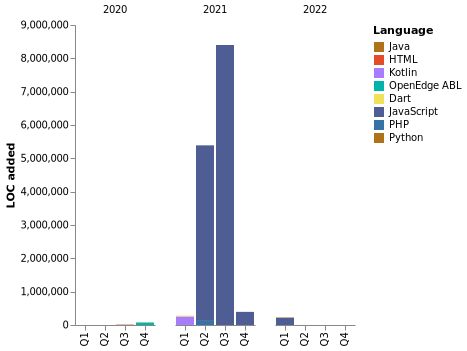 2020 2021 2022
9,000,000
8,000,000
7,000,000
6,000,000
5,000,000
4,000,000
3,000,000
2,000,000
1,000,000
0
LOC added
Q1 Q2 Q3 Q4 Q1 Q2 Q3 Q4 Q1 Q2 Q3 Q4
Language
Java
HTML
Kotlin
OpenEdge ABL
Dart
JavaScript
PHP
Python